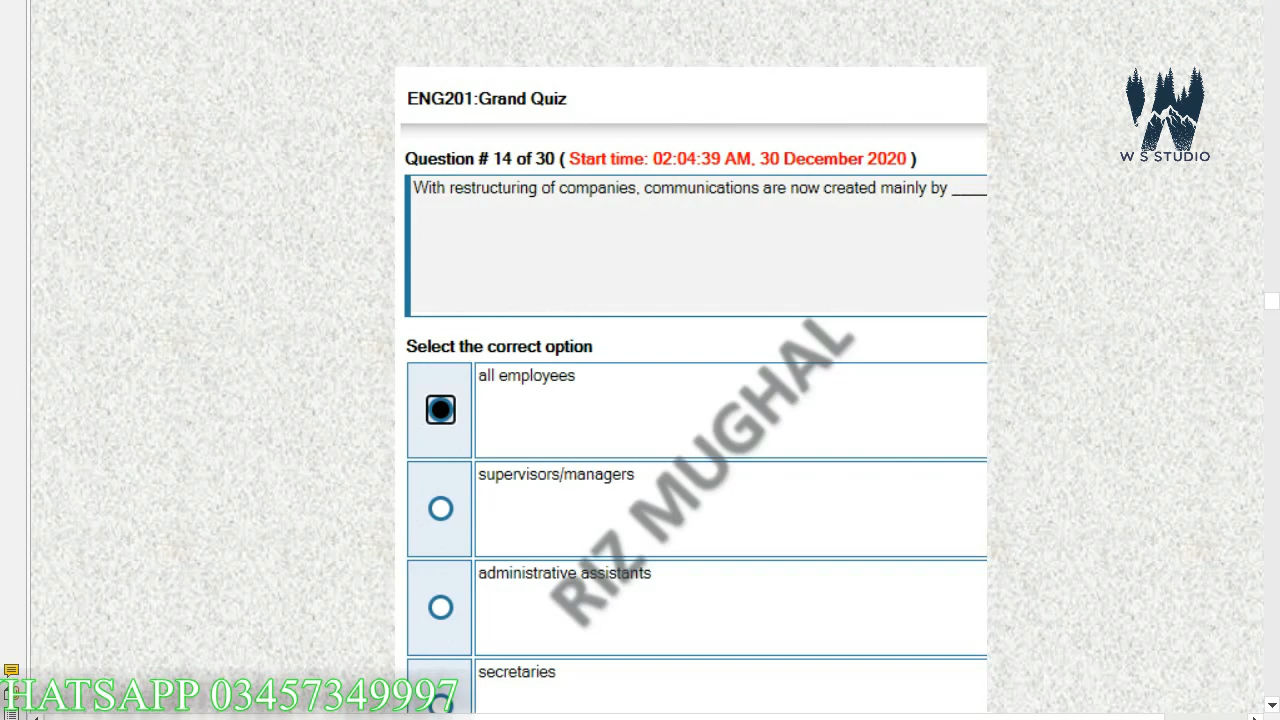 W S STUDIO
ENG201:Grand Quiz
Question # 14 of 30 ( Start time: 02:04:39 AM, 30 December 2020 )
With restructuring of companies, communications are now created mainly by ____
Select the correct option
all employees
supervisors/managers
administrative assistants
secretaries
RIZ MUGHAL
HATSAPP 03457349997